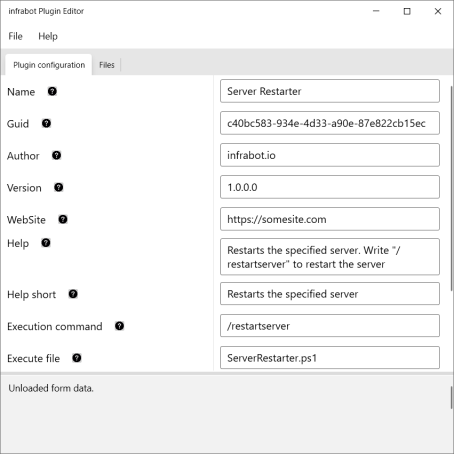 infrabot Plugin Editor
File Help
Plugin configuration Files
Name ? Server Restarter
Guid ? c40bc583-934e-4d33-a90e-87e822cb15ec
Author ? infrabot.io
Version ? 1.0.0.0
WebSite ? https://somesite.com
Help ? Restarts the specified server. Write "/
restartserver" to restart the server
Help short ? Restarts the specified server
Execution command ? /restartserver
Execute file ? ServerRestarter.ps1
Unloaded form data.